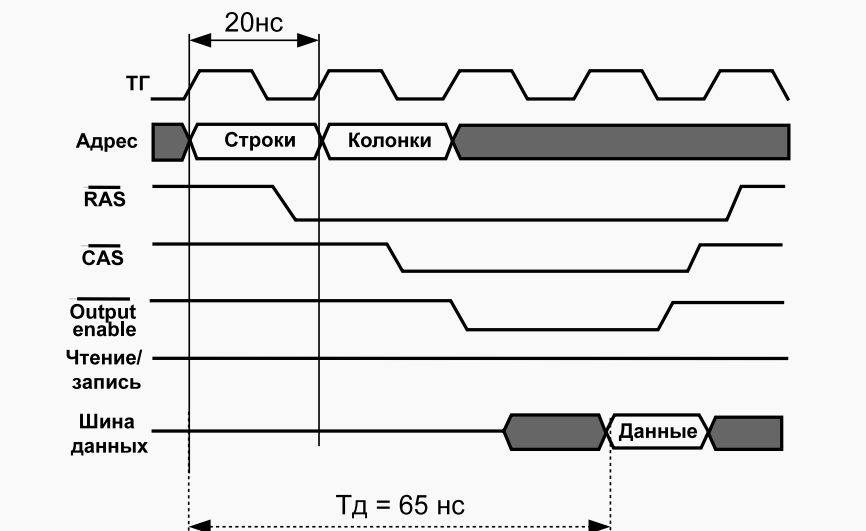 20нс
ТГ
Адрес
Строки
Колонки
RAS
CAS
Output
enable
Чтение/
запись
Шина
данных
Данные
Тд = 65 нс